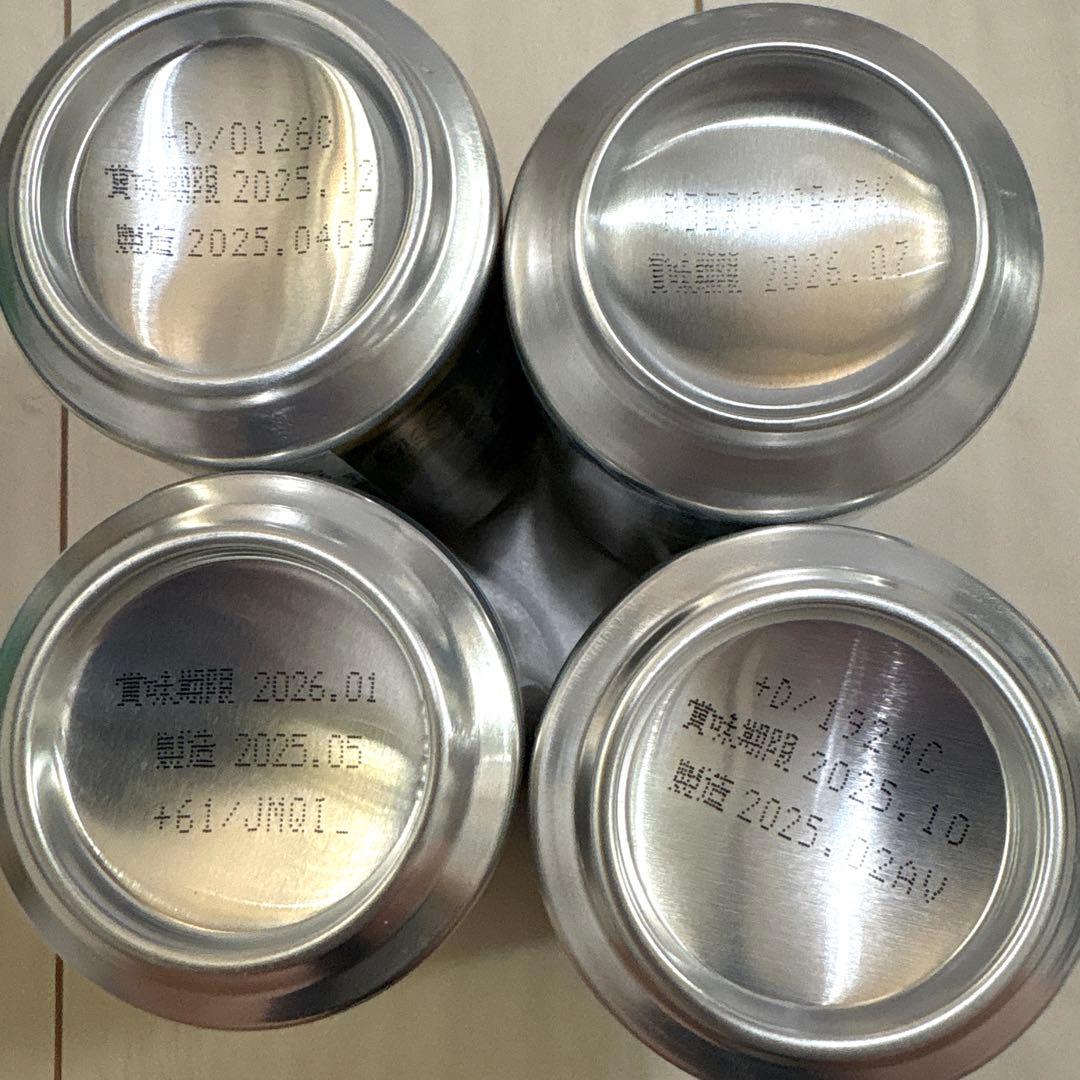 +D/0126C
賞味期限 2025.12
製造 2025.04CZ
賞味期限 2026.07
賞味期限 2026.01
製造 2025.05
+61/JMQI_
+D/1924C
賞味期限 2025.10
製造 2025.02AV